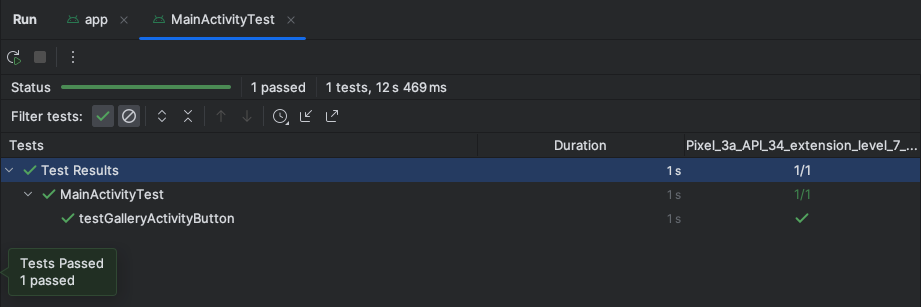 Run app MainActivityTest
Status 1 passed 1 tests, 12 s 469 ms
Filter tests:
Tests Duration Pixel_3a_API_34_extension_level_7_...
Test Results 1 s 1/1
MainActivityTest 1 s 1/1
testGalleryActivityButton 1 s
Tests Passed
1 passed